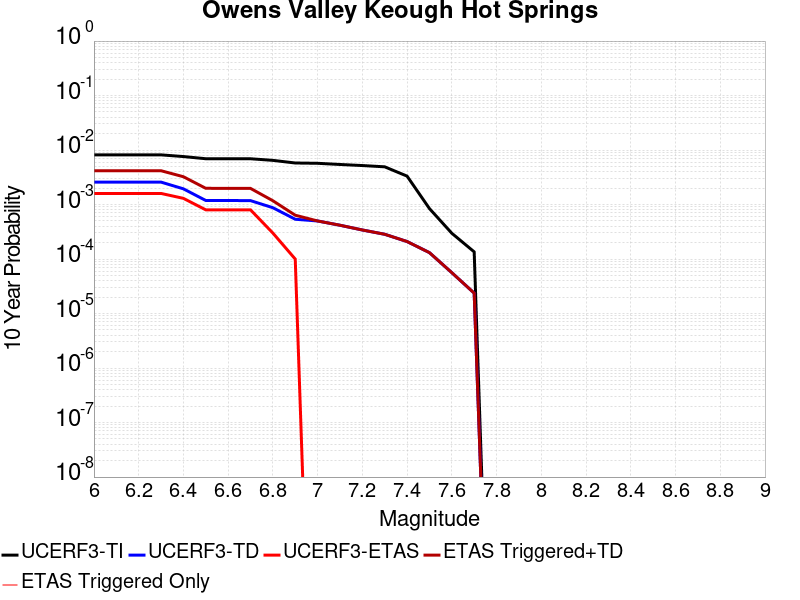 Owens Valley Keough Hot Springs
10 Year Probability
10^0
10^-1
10^-2
10^-3
10^-4
10^-5
10^-6
10^-7
10^-8
6 6.2 6.4 6.6 6.8 7 7.2 7.4 7.6 7.8 8 8.2 8.4 8.6 8.8 9
Magnitude
UCERF3-TI UCERF3-TD UCERF3-ETAS ETAS Triggered+TD
ETAS Triggered Only